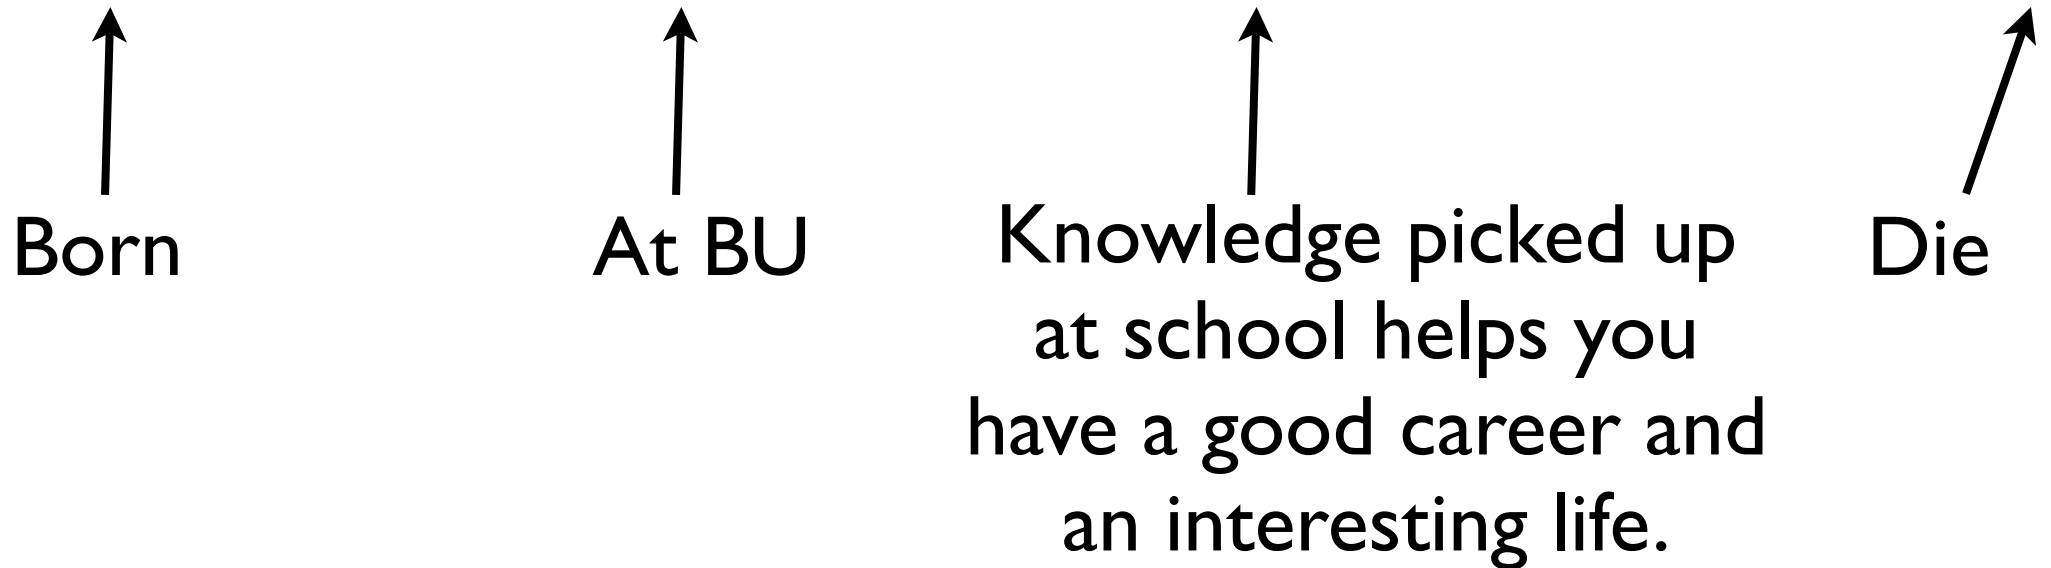 Born
At BU
Knowledge picked up
at school helps you
have a good career and
an interesting life.
Die